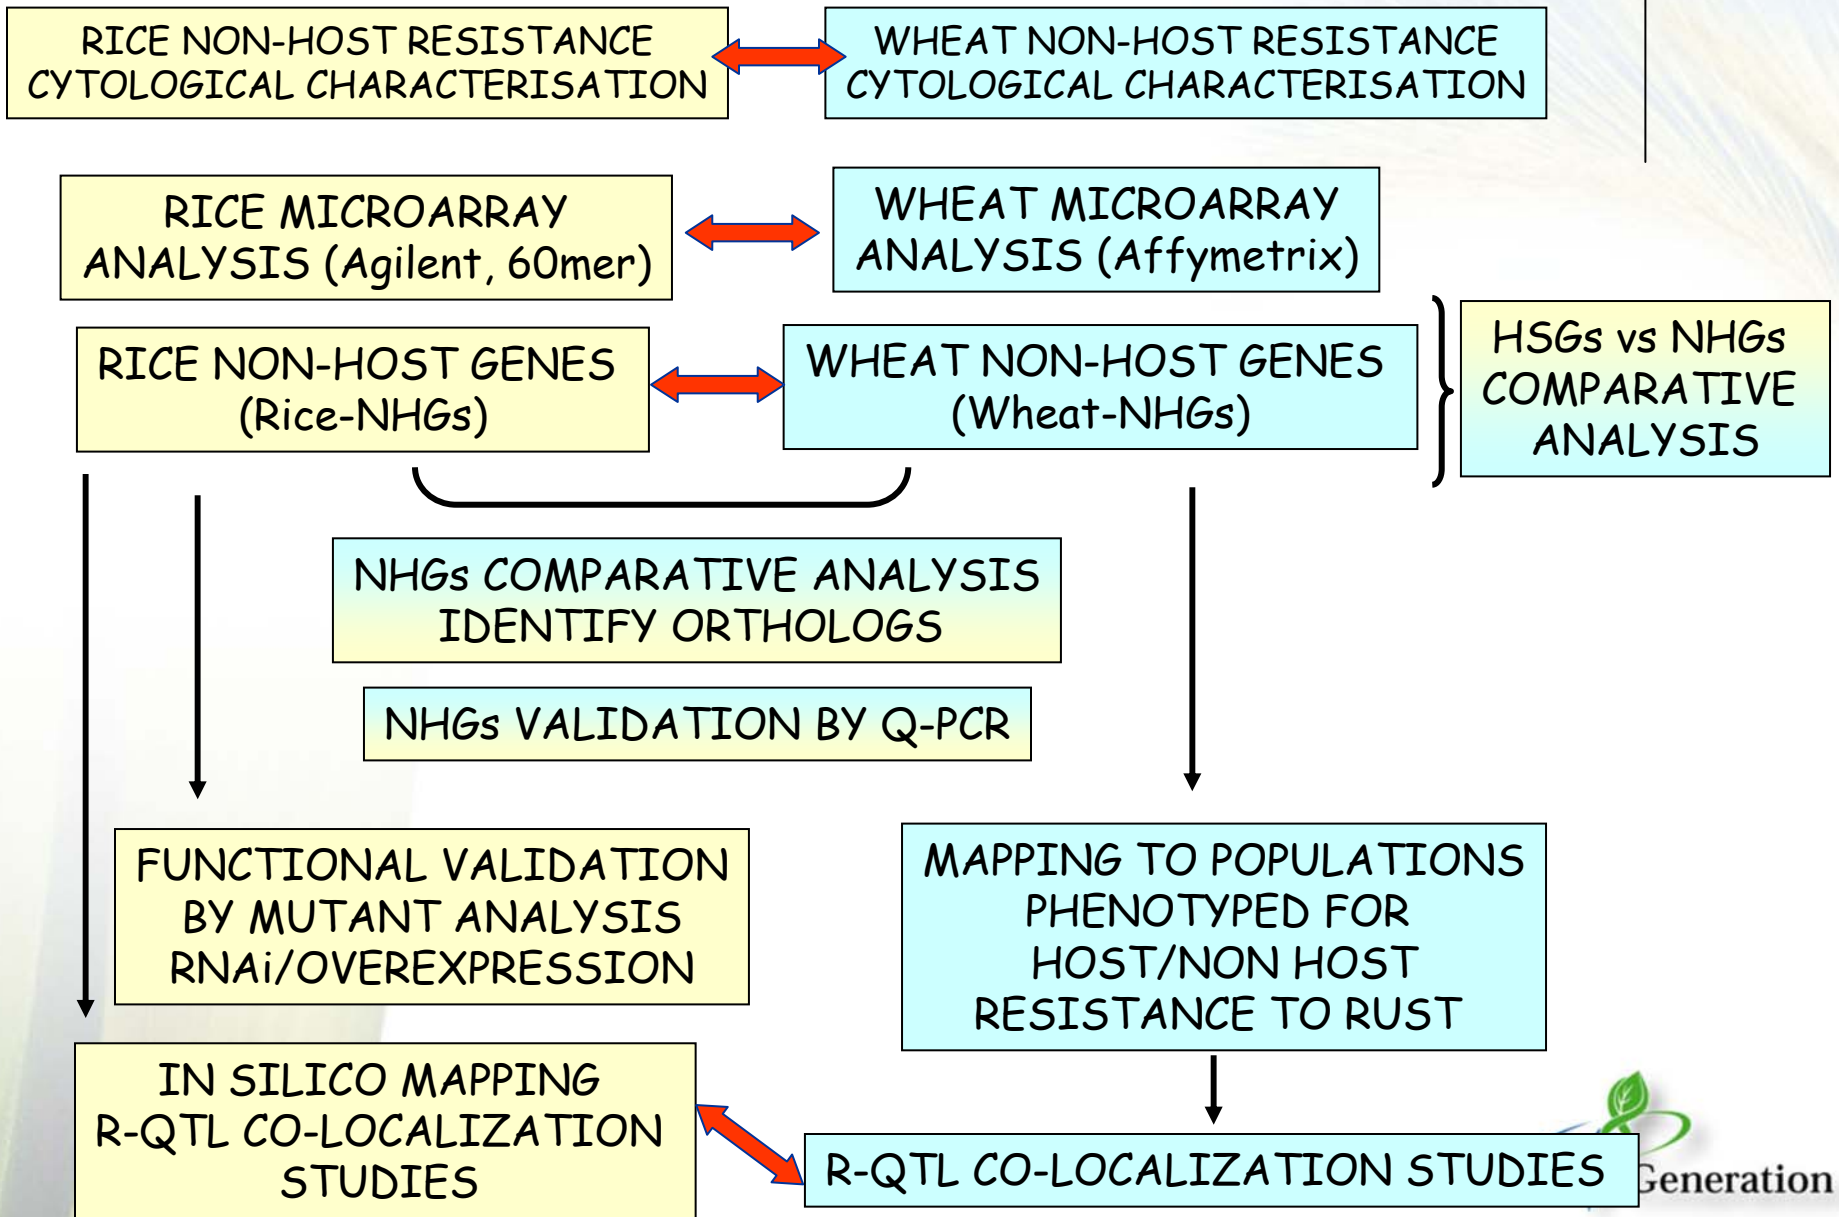 RICE NON-HOST RESISTANCE
CYTOLOGICAL CHARACTERISATION
WHEAT NON-HOST RESISTANCE
CYTOLOGICAL CHARACTERISATION
RICE MICROARRAY
ANALYSIS (Agilent, 60mer)
WHEAT MICROARRAY
ANALYSIS (Affymetrix)
RICE NON-HOST GENES
(Rice-NHGs)
WHEAT NON-HOST GENES
(Wheat-NHGs)
HSGs vs NHGs
COMPARATIVE
ANALYSIS
NHGs COMPARATIVE ANALYSIS
IDENTIFY ORTHOLOGS
NHGs VALIDATION BY Q-PCR
FUNCTIONAL VALIDATION
BY MUTANT ANALYSIS
RNAi/OVEREXPRESSION
MAPPING TO POPULATIONS
PHENOTYPED FOR
HOST/NON HOST
RESISTANCE TO RUST
IN SILICO MAPPING
R-QTL CO-LOCALIZATION
STUDIES
R-QTL CO-LOCALIZATION STUDIES
Generation